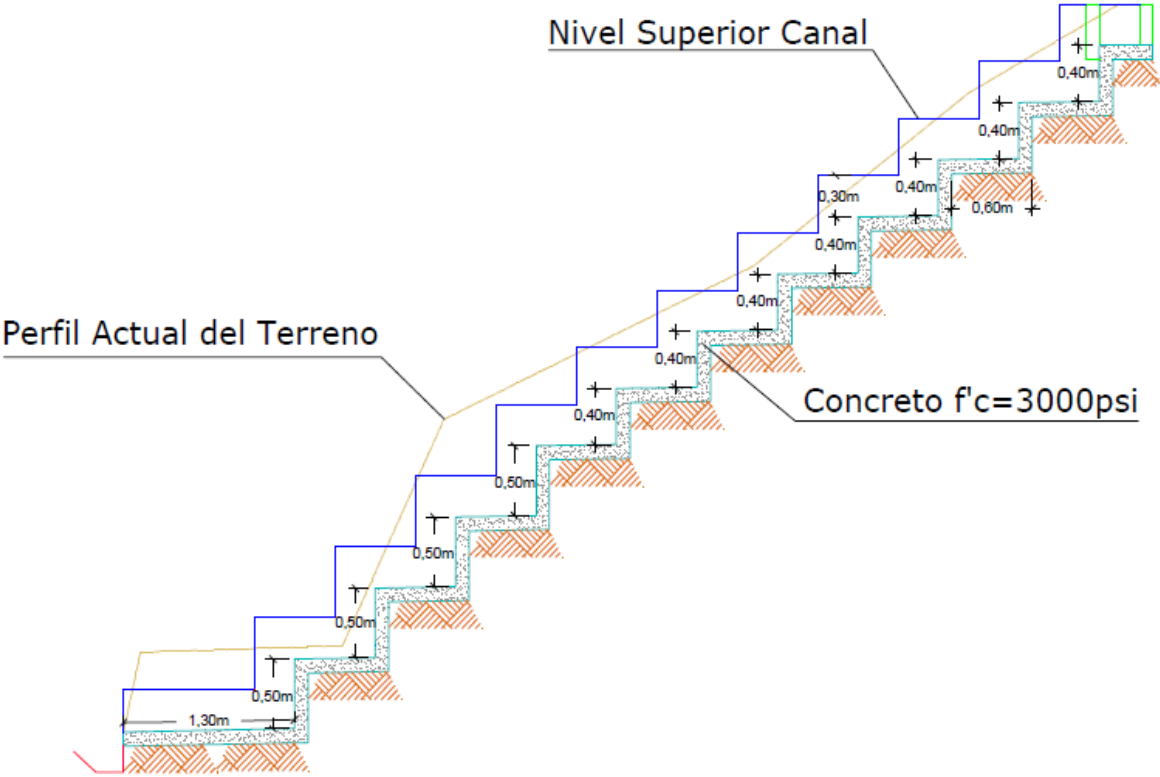 Nivel Superior Canal
0,40m
0,40m
0,40m
0,30m
0,60m
0,40m
0,40m
Perfil Actual del Terreno
0,40m
Concreto f'c=3000psi
0,40m
0,50m
0,50m
0,50m
0,50m
1,30m